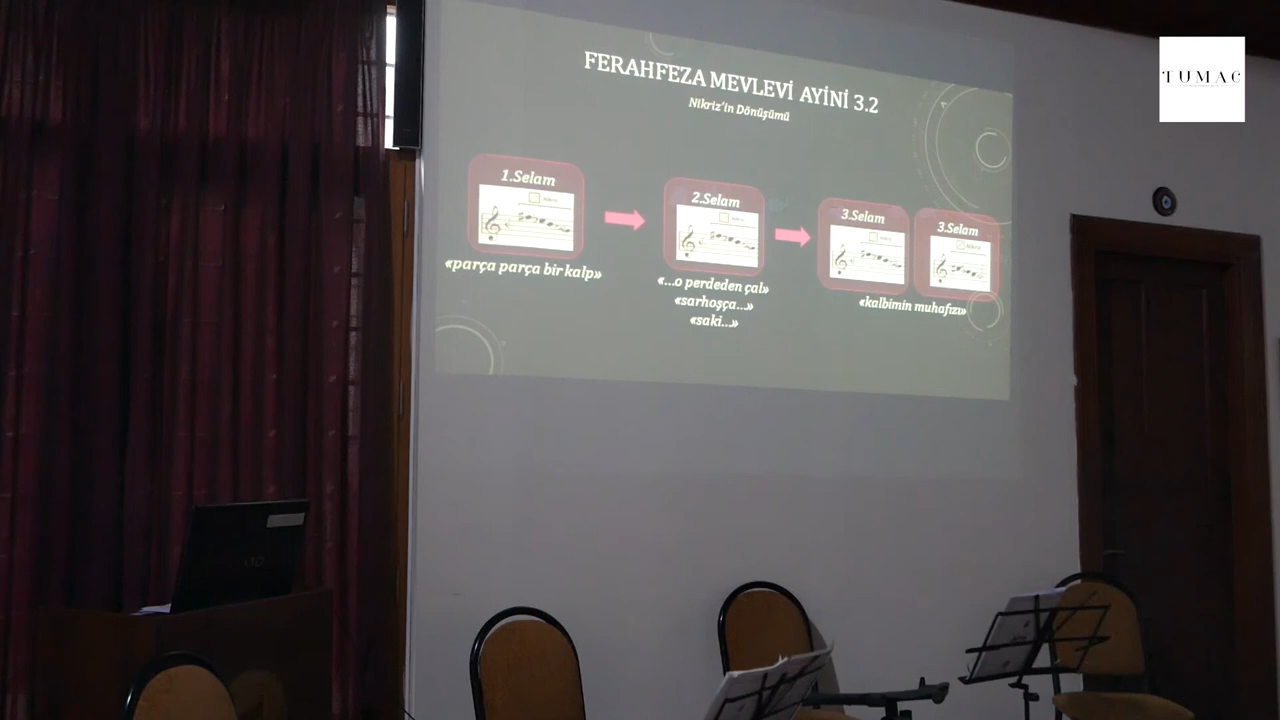 FERAHFEZA MEVLEVİ AYİNİ 3.2
Nikriz'in Dönüşümü
1.Selam
2.Selam
3.Selam
3.Selam
«parça parça bir kalp»
«...o perdeden çal»
«sarhoşça...»
«saki...»
«kalbimin muhafızı»
TUMAC